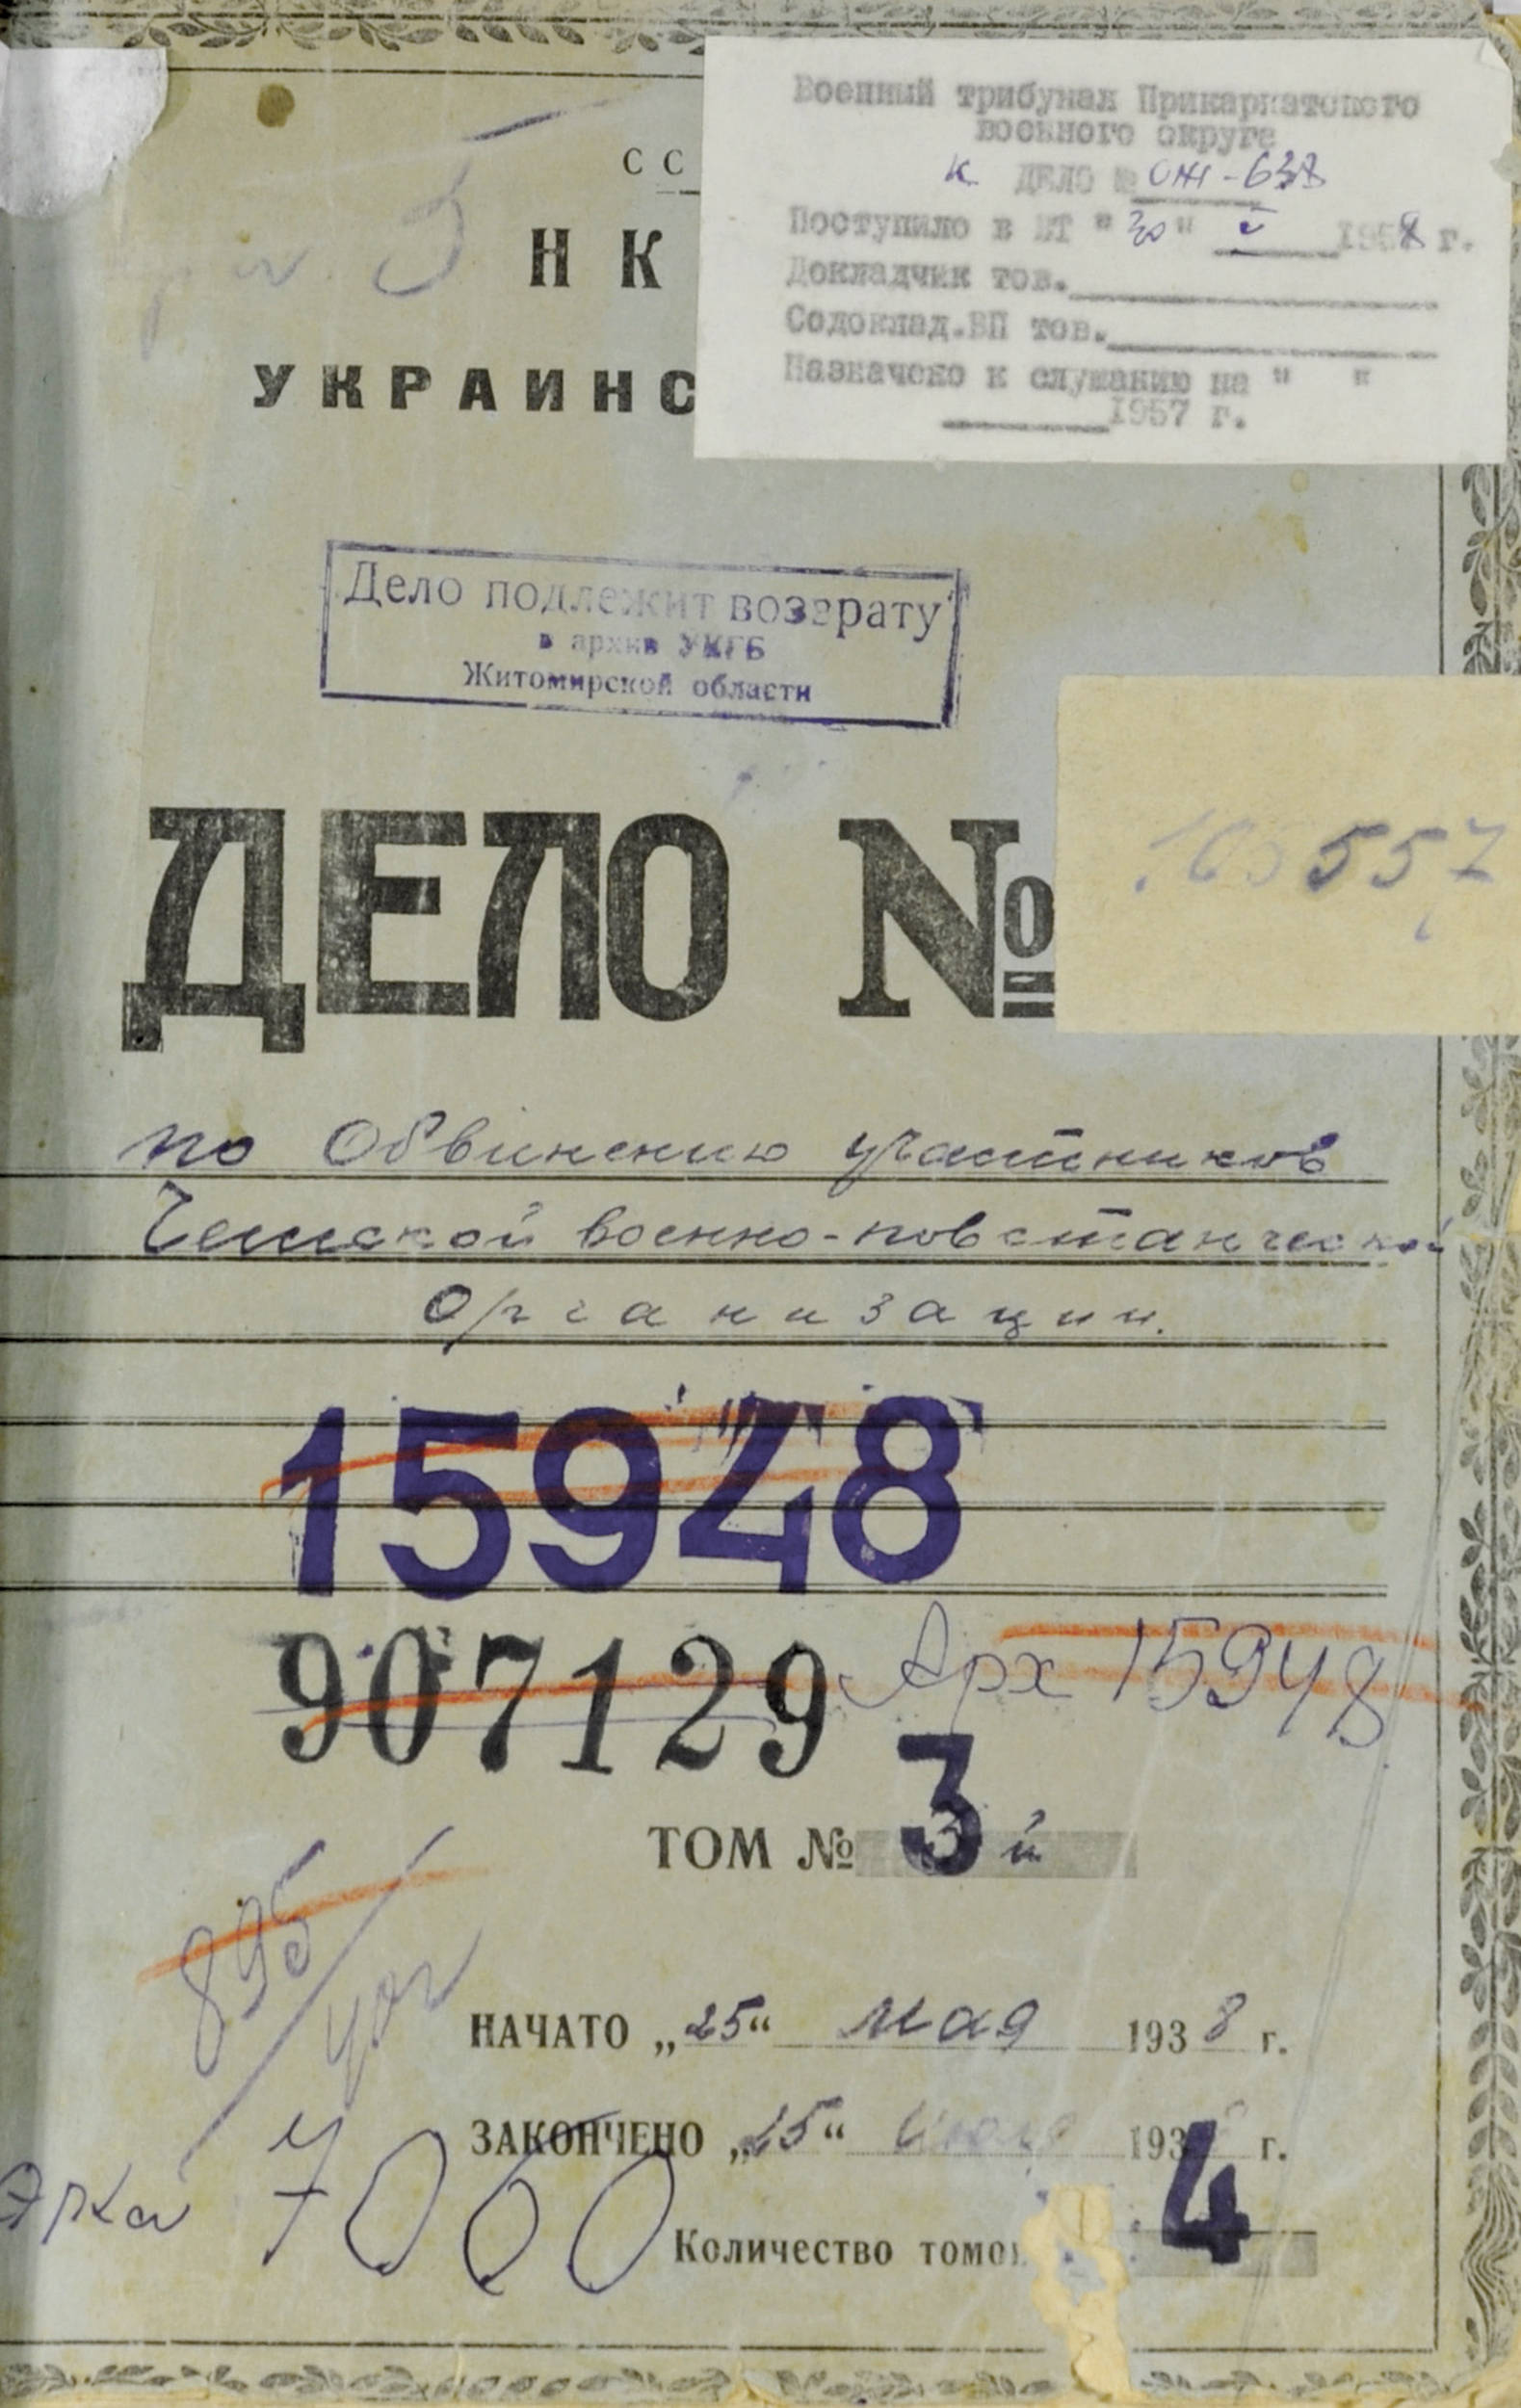 Военный трибунал Прикарпатского
военного округа
к ДЕЛО № ОЖ-638
Поступило в ВТ "30" 1958 г.
Докладчик тов.
Содоклад.ВП тов.
Назначено к слушанию на " "
1957 г.
СС
НК
УКРАИНС
Дело подлежит возврату
в архив УКГБ
Житомирской области
ДЕЛО №
557
по Обвинению участников
Чешской военно-повстанческой
Организации.
15948
907129 Арх 15948
ТОМ № 3 й
895
НАЧАТО „25“ мая 1938 г.
ЗАКОНЧЕНО „25“ 193 г.
7060
Количество томов 4